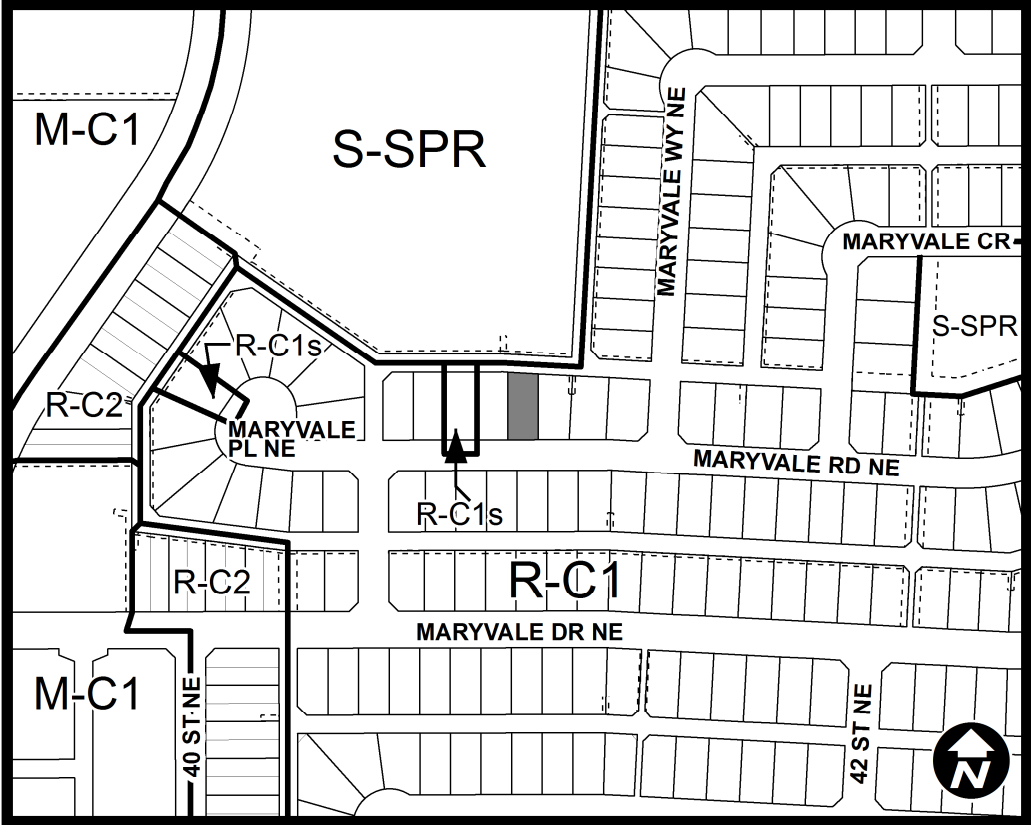 M-C1
S-SPR
MARYVALE WY NE
MARYVALE CR
S-SPR
R-C1s
R-C2
MARYVALE
PL NE
MARYVALE RD NE
R-C1s
R-C2
R-C1
MARYVALE DR NE
M-C1
40 ST NE
42 ST NE
N